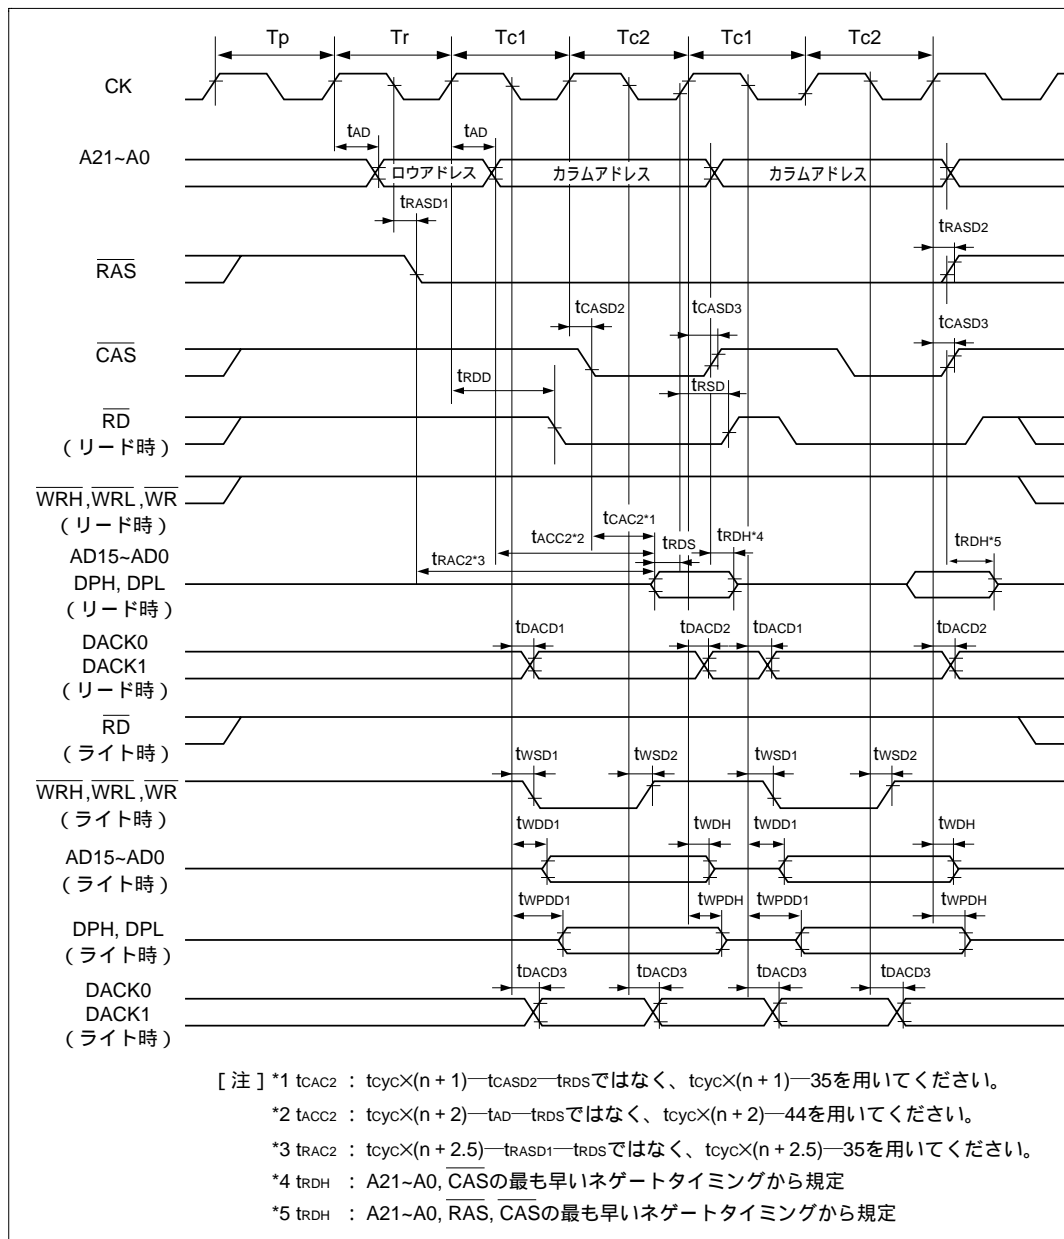 Tp Tr Tc1 Tc2 Tc1 Tc2
CK
tAD tAD
A21~A0 ロウアドレス カラムアドレス カラムアドレス
tRASD1 tRASD2
RAS
tCASD2 tCASD3 tCASD3
CAS
tRDD tRSD
RD
(リード時)
WRH,WRL,WR
(リード時)
tCAC2*1
tACC2*2 tRDS tRDH*4
tRAC2*3 tRDH*5
AD15~AD0
DPH, DPL
(リード時)
tDACD1 tDACD2 tDACD1 tDACD2
DACK0
DACK1
(リード時)
RD
(ライト時)
tWSD1 tWSD2 tWSD1 tWSD2
WRH,WRL,WR
(ライト時)
tWDD1 tWDH tWDD1 tWDH
AD15~AD0
(ライト時)
tWPDD1 tWPDH tWPDD1 tWPDH
DPH, DPL
(ライト時)
tDACD3 tDACD3 tDACD3 tDACD3
DACK0
DACK1
(ライト時)
[注] *1 tCAC2 : tcyc×(n + 1)―tCASD2―tRDSではなく、tcyc×(n + 1)―35を用いてください。
*2 tACC2 : tcyc×(n + 2)―tAD―tRDSではなく、tcyc×(n + 2)―44を用いてください。
*3 tRAC2 : tcyc×(n + 2.5)―tRASD1―tRDSではなく、tcyc×(n + 2.5)―35を用いてください。
*4 tRDH : A21~A0, CASの最も早いネゲートタイミングから規定
*5 tRDH : A21~A0, RAS, CASの最も早いネゲートタイミングから規定